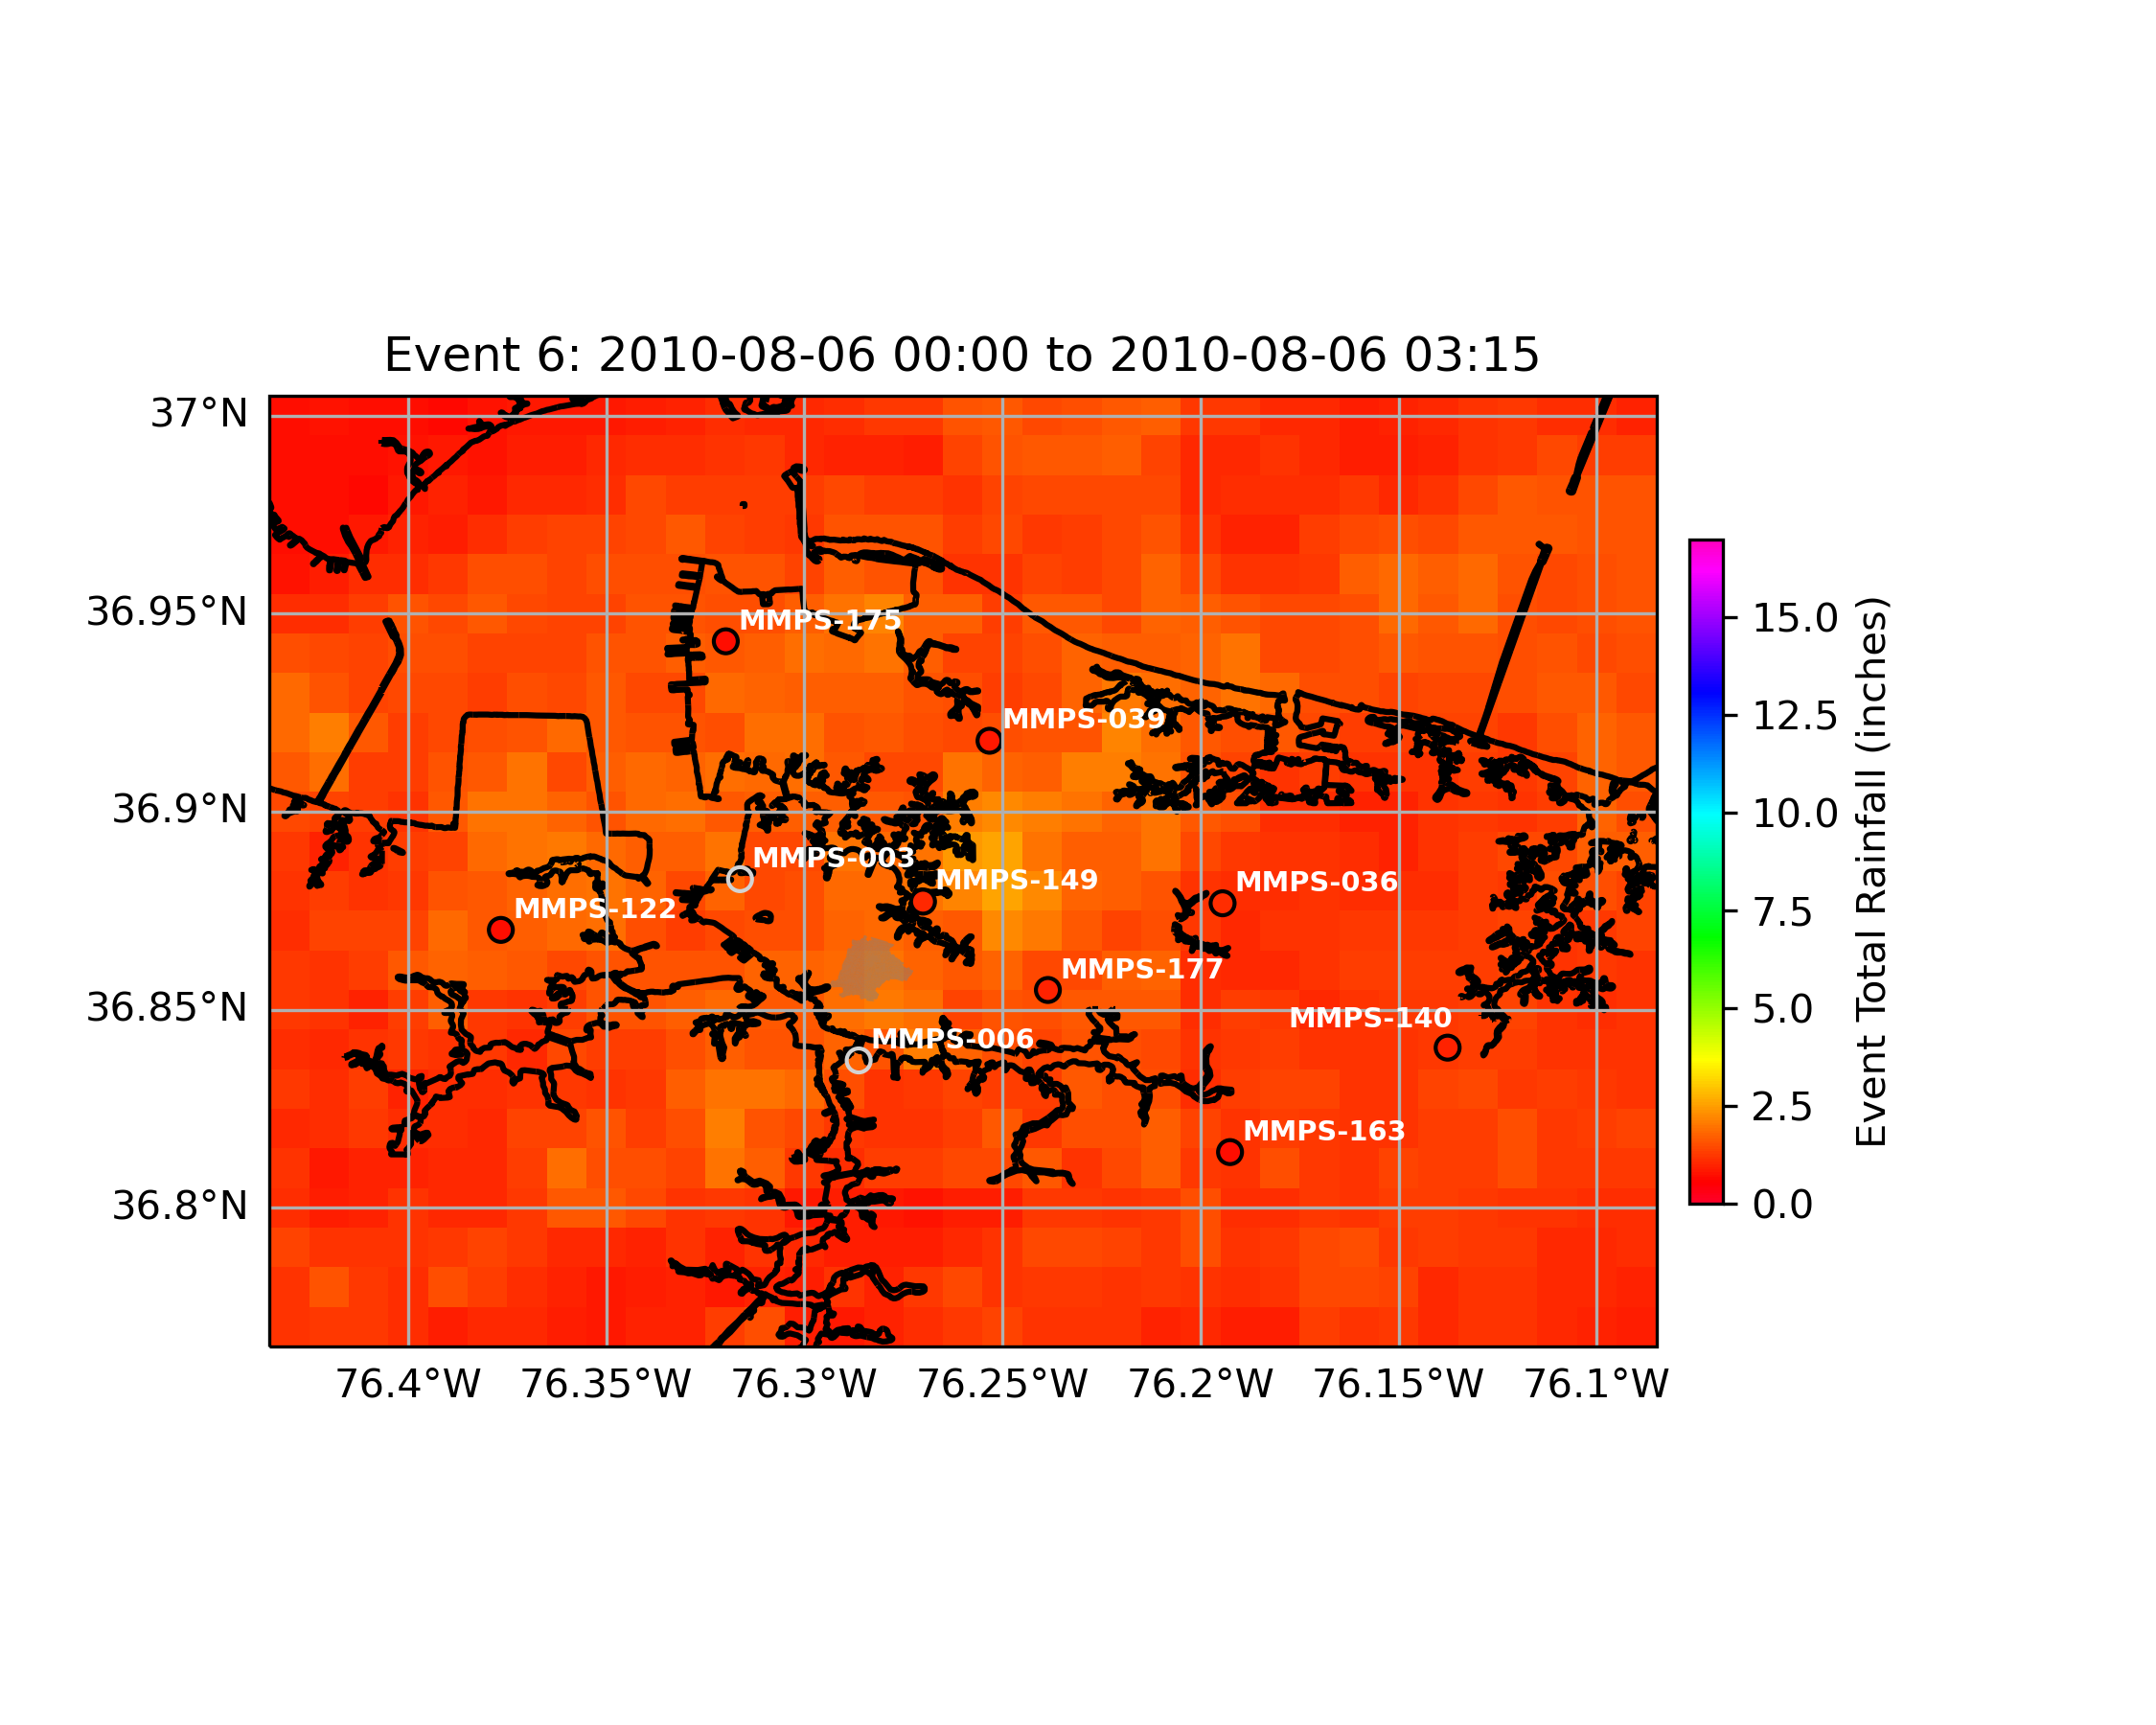 Event 6: 2010-08-06 00:00 to 2010-08-06 03:15
37°N
36.95°N
36.9°N
36.85°N
36.8°N
76.4°W 76.35°W 76.3°W 76.25°W 76.2°W 76.15°W 76.1°W
MMPS-175
MMPS-039
MMPS-003
MMPS-149
MMPS-036
MMPS-122
MMPS-177
MMPS-140
MMPS-006
MMPS-163
15.0
12.5
10.0
7.5
5.0
2.5
0.0
Event Total Rainfall (inches)